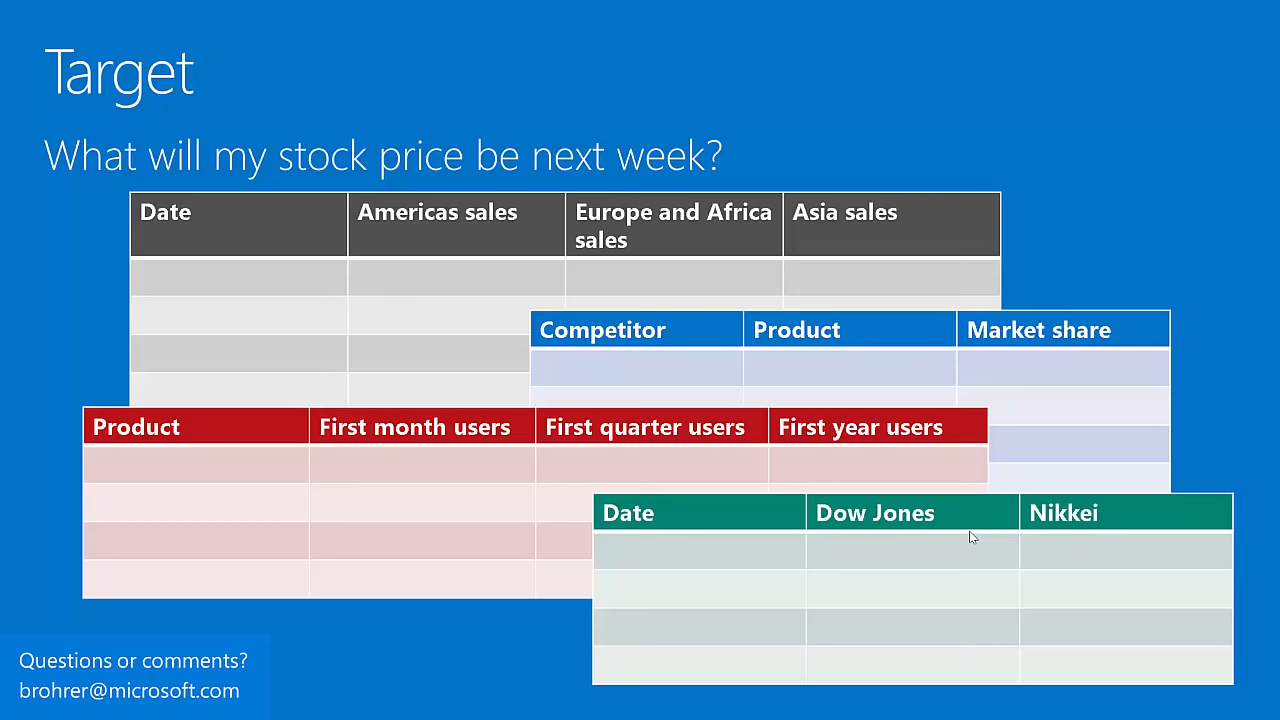 Target
What will my stock price be next week?
Date Americas sales Europe and Africa Asia sales
sales
Competitor Product Market share
Product First month users First quarter users First year users
Date Dow Jones Nikkei
Questions or comments?
brohrer@microsoft.com